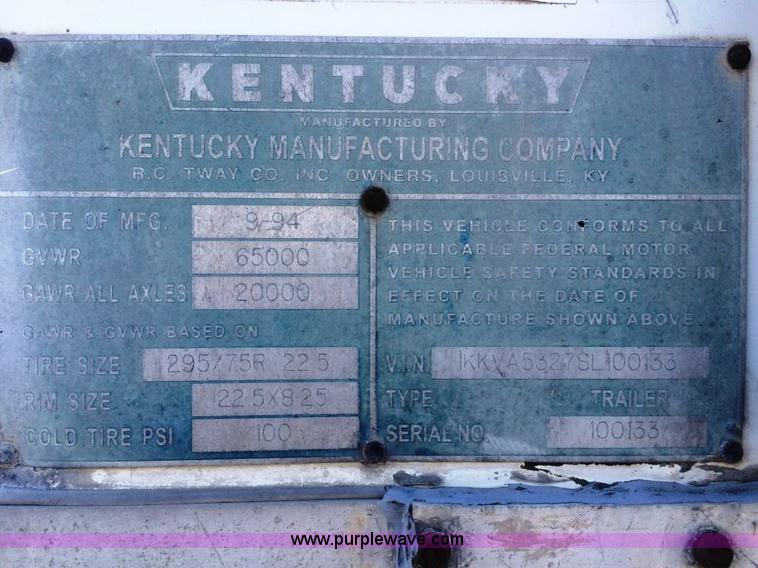 KENTUCKY
MANUFACTURED BY
KENTUCKY MANUFACTURING COMPANY
R.C. TWAY CO. INC. OWNERS, LOUISVILLE, KY
DATE OF MFG. 9-94
GVWR 65000
GAWR ALL AXLES 20000
GAWR & GVWR BASED ON
TIRE SIZE 295/75R 22.5
RIM SIZE 22.5X8.25
COLD TIRE PSI 100
THIS VEHICLE CONFORMS TO ALL
APPLICABLE FEDERAL MOTOR
VEHICLE SAFETY STANDARDS IN
EFFECT ON THE DATE OF
MANUFACTURE SHOWN ABOVE.
V.I.N. 1KKVA5327SL100133
TYPE TRAILER
SERIAL NO. 100133
www.purplewave.com